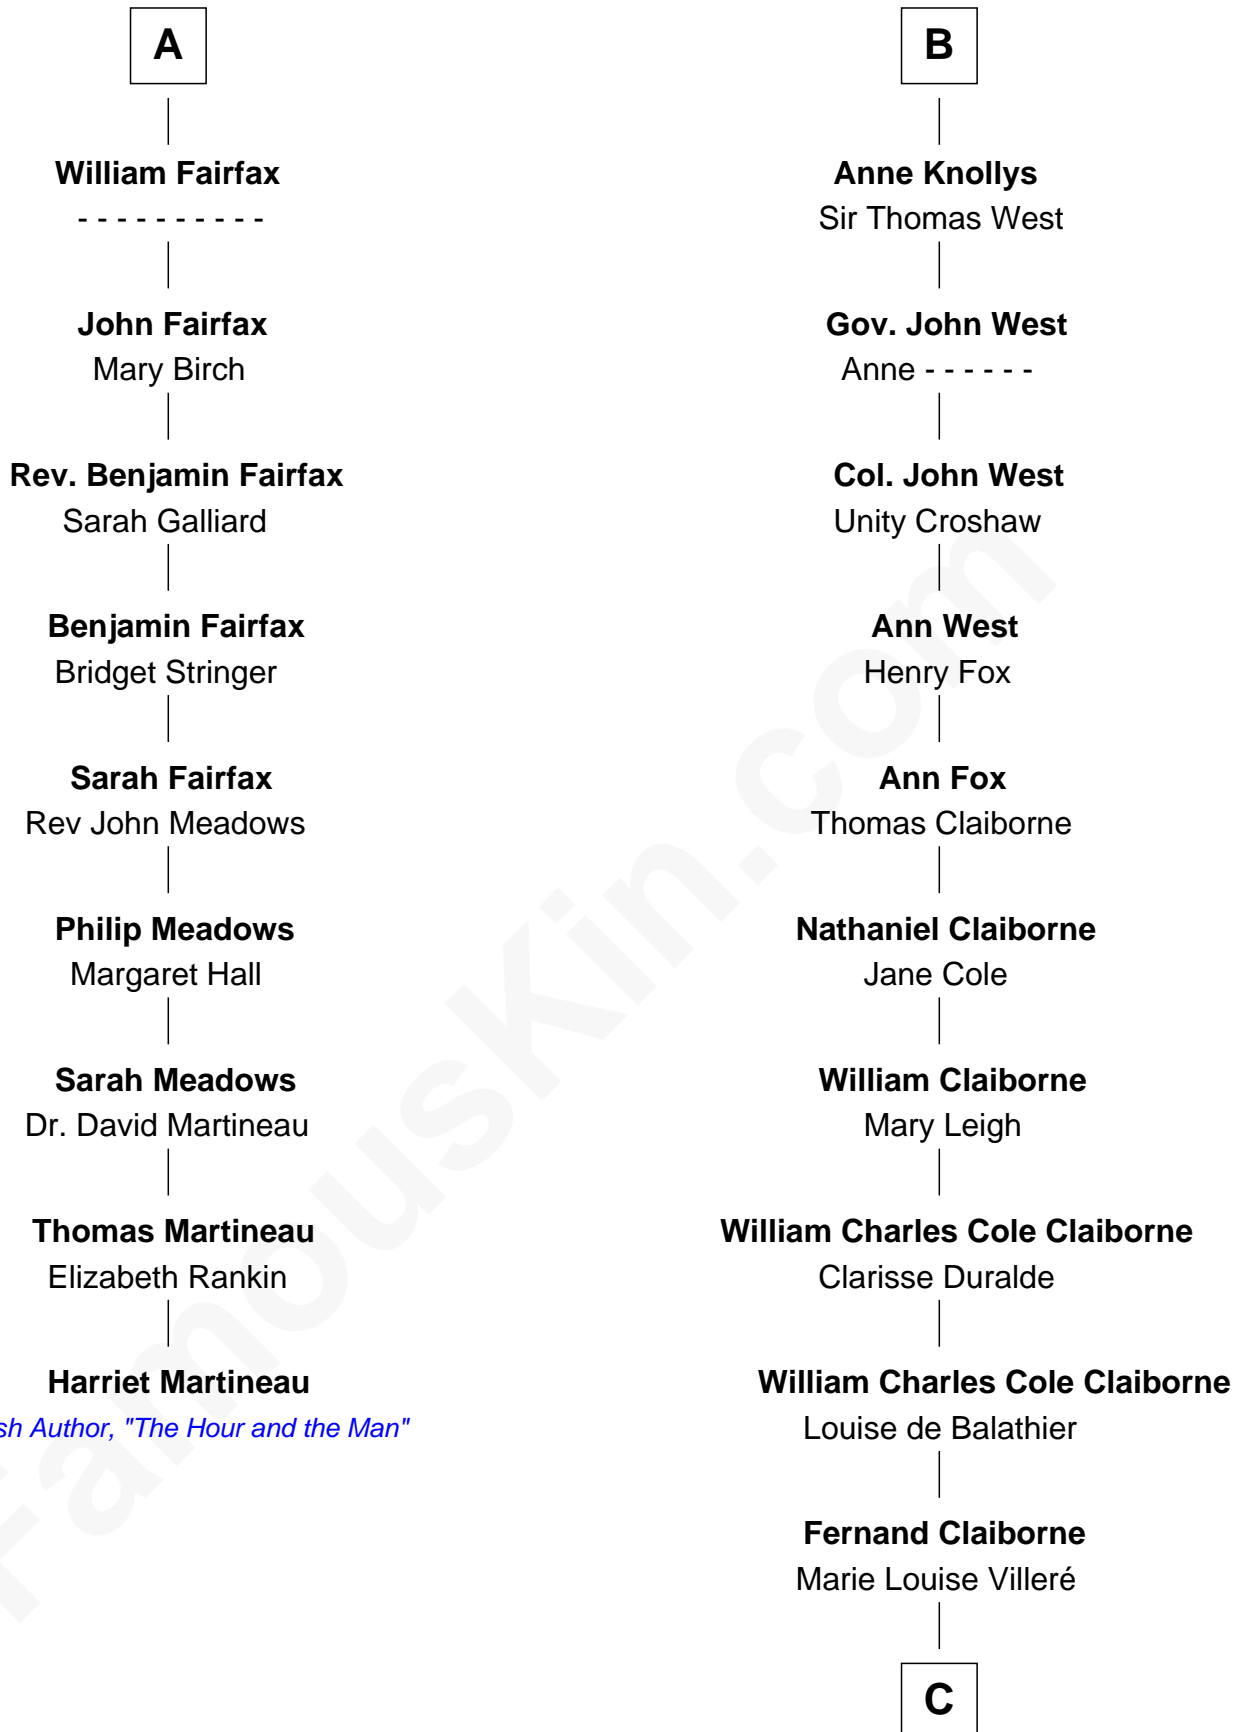 A
William Fairfax
- - - - - - - - - -
John Fairfax
Mary Birch
Rev. Benjamin Fairfax
Sarah Galliard
Benjamin Fairfax
Bridget Stringer
Sarah Fairfax
Rev John Meadows
Philip Meadows
Margaret Hall
Sarah Meadows
Dr. David Martineau
Thomas Martineau
Elizabeth Rankin
Harriet Martineau
sh Author, "The Hour and the Man"
B
Anne Knollys
Sir Thomas West
Gov. John West
Anne - - - - - -
Col. John West
Unity Croshaw
Ann West
Henry Fox
Ann Fox
Thomas Claiborne
Nathaniel Claiborne
Jane Cole
William Claiborne
Mary Leigh
William Charles Cole Claiborne
Clarisse Duralde
William Charles Cole Claiborne
Louise de Balathier
Fernand Claiborne
Marie Louise Villeré
C
FamousKin.com